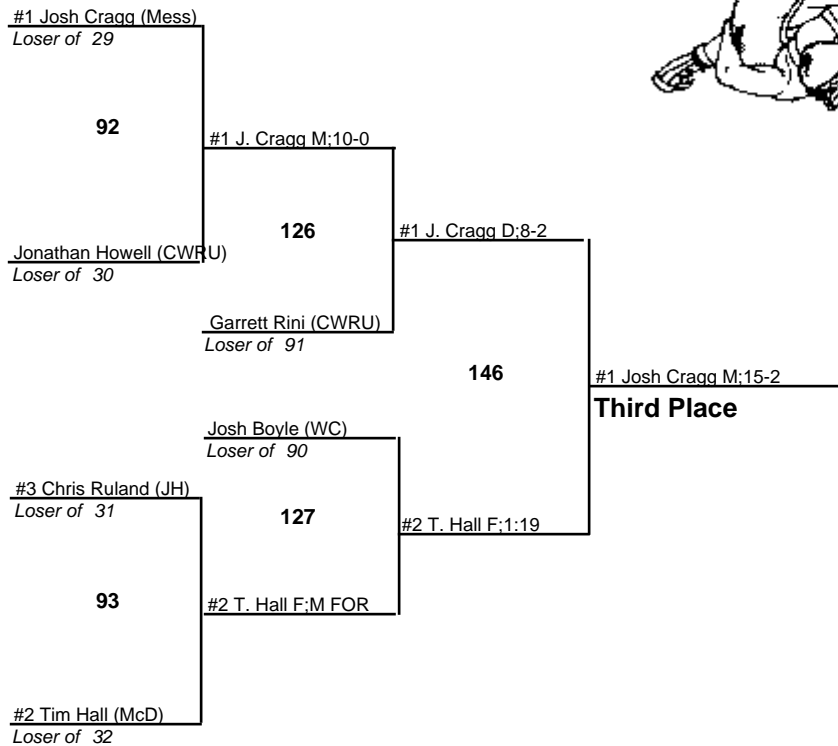 #1 Josh Cragg (Mess)
Loser of 29
92
#1 J. Cragg M;10-0
Jonathan Howell (CWRU)
Loser of 30
126
#1 J. Cragg D;8-2
Garrett Rini (CWRU)
Loser of 91
146
#1 Josh Cragg M;15-2
Third Place
Josh Boyle (WC)
Loser of 90
#3 Chris Ruland (JH)
Loser of 31
127
#2 T. Hall F;1:19
93
#2 T. Hall F;M FOR
#2 Tim Hall (McD)
Loser of 32